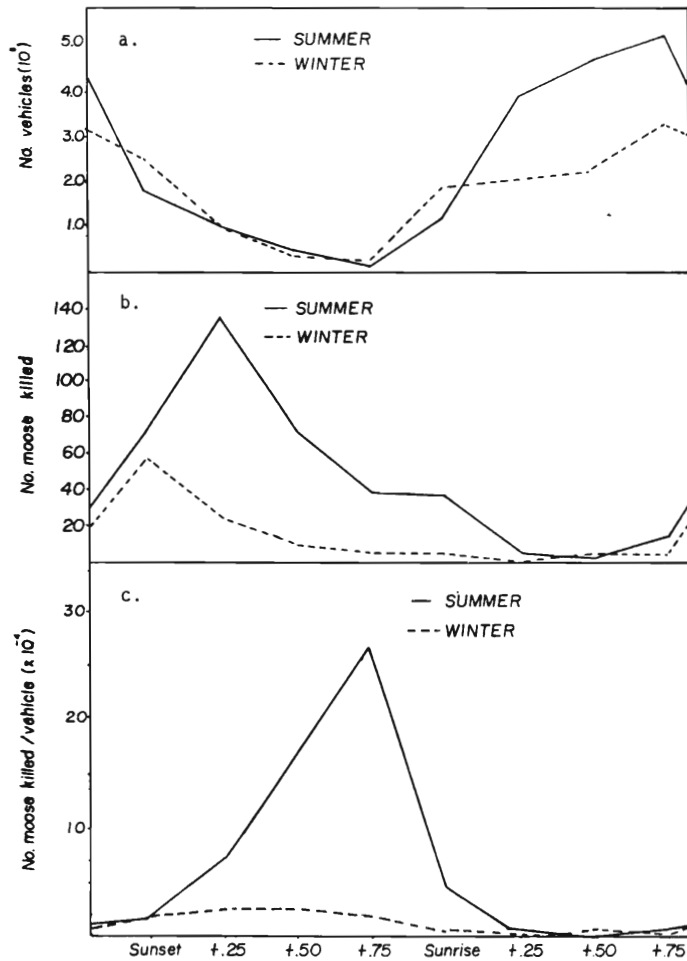 a.
SUMMER
WINTER
No. vehicles (10
5.0
4.0
3.0
2.0
1.0
b.
SUMMER
WINTER
No. moose killed
140
120
100
80
60
40
20
c.
SUMMER
WINTER
No. moose killed/vehicle (x 10⁻⁴)
30
20
10
Sunset +.25 +.50 +.75 Sunrise +.25 +.50 +.75